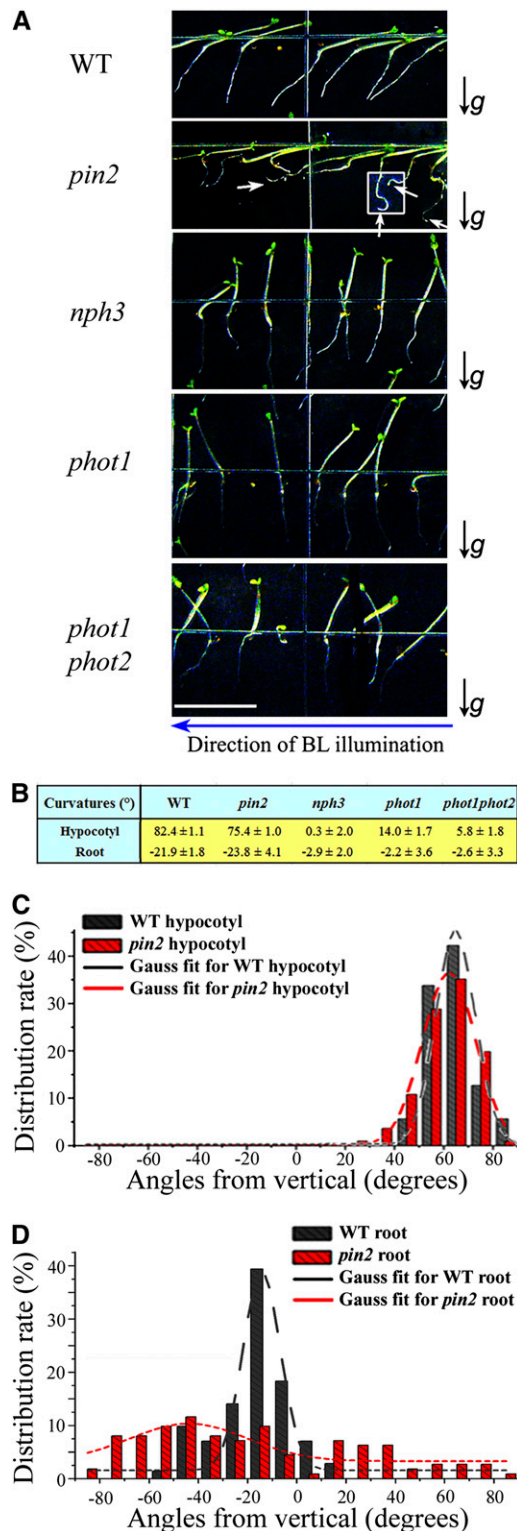 A
WT
g
pin2
g
nph3
g
phot1
g
phot1
phot2
g
Direction of BL illumination
B
Curvatures (°) WT pin2 nph3 phot1 phot1phot2
Hypocotyl 82.4 ±1.1 75.4 ± 1.0 0.3 ± 2.0 14.0 ± 1.7 5.8 ± 1.8
Root -21.9 ±1.8 -23.8 ± 4.1 -2.9 ± 2.0 -2.2 ± 3.6 -2.6 ± 3.3
C
WT hypocotyl
pin2 hypocotyl
Gauss fit for WT hypocotyl
Gauss fit for pin2 hypocotyl
Distribution rate (%)
40
30
20
10
0
-80 -60 -40 -20 0 20 40 60 80
Angles from vertical (degrees)
D
WT root
pin2 root
Gauss fit for WT root
Gauss fit for pin2 root
Distribution rate (%)
40
30
20
10
0
-80 -60 -40 -20 0 20 40 60 80
Angles from vertical (degrees)